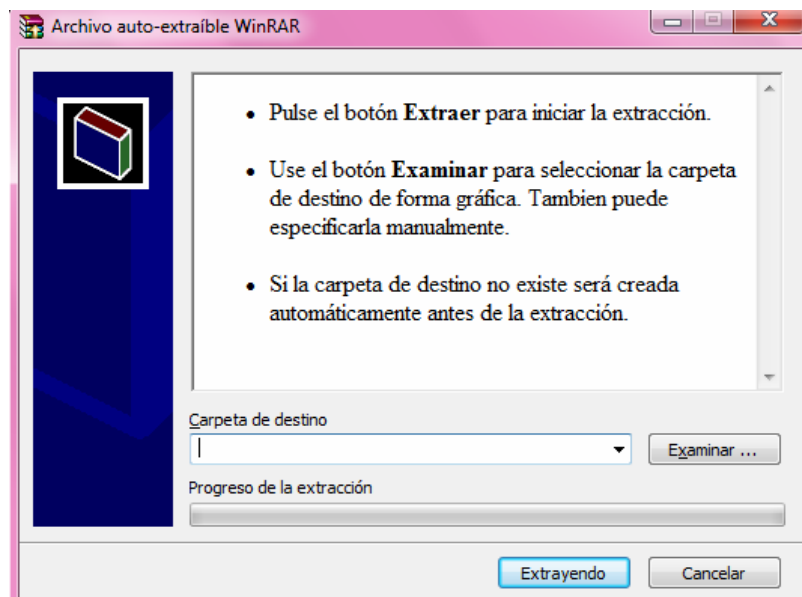 Archivo auto-extraíble WinRAR
• Pulse el botón Extraer para iniciar la extracción.
• Use el botón Examinar para seleccionar la carpeta
de destino de forma gráfica. Tambien puede
especificarla manualmente.
• Si la carpeta de destino no existe será creada
automáticamente antes de la extracción.
Carpeta de destino
Examinar ...
Progreso de la extracción
Extrayendo Cancelar